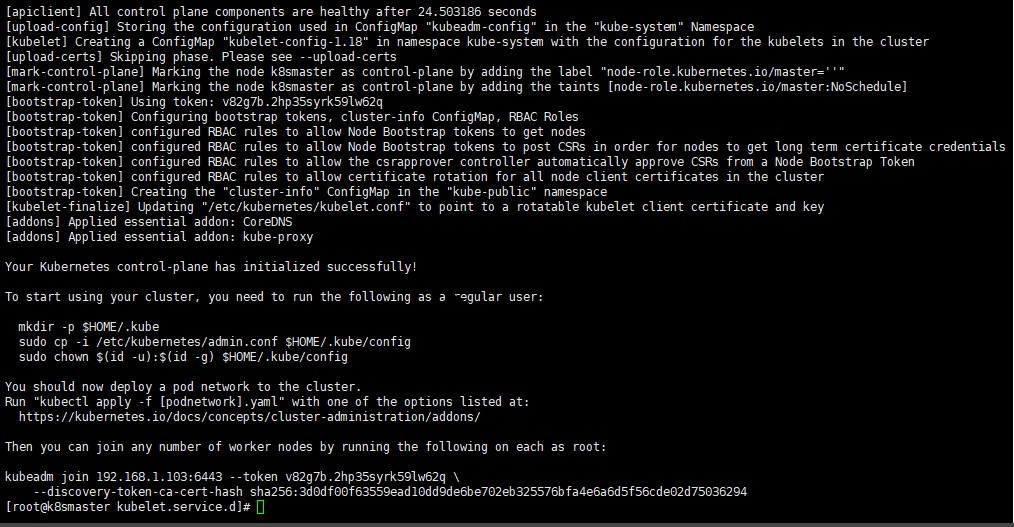 [apiclient] All control plane components are healthy after 24.503186 seconds
[upload-config] Storing the configuration used in ConfigMap "kubeadm-config" in the "kube-system" Namespace
[kubelet] Creating a ConfigMap "kubelet-config-1.18" in namespace kube-system with the configuration for the kubelets in the cluster
[upload-certs] Skipping phase. Please see --upload-certs
[mark-control-plane] Marking the node k8smaster as control-plane by adding the label "node-role.kubernetes.io/master=''"
[mark-control-plane] Marking the node k8smaster as control-plane by adding the taints [node-role.kubernetes.io/master:NoSchedule]
[bootstrap-token] Using token: v82g7b.2hp35syrk59lw62q
[bootstrap-token] Configuring bootstrap tokens, cluster-info ConfigMap, RBAC Roles
[bootstrap-token] configured RBAC rules to allow Node Bootstrap tokens to get nodes
[bootstrap-token] configured RBAC rules to allow Node Bootstrap tokens to post CSRs in order for nodes to get long term certificate credentials
[bootstrap-token] configured RBAC rules to allow the csrapprover controller automatically approve CSRs from a Node Bootstrap Token
[bootstrap-token] configured RBAC rules to allow certificate rotation for all node client certificates in the cluster
[bootstrap-token] Creating the "cluster-info" ConfigMap in the "kube-public" namespace
[kubelet-finalize] Updating "/etc/kubernetes/kubelet.conf" to point to a rotatable kubelet client certificate and key
[addons] Applied essential addon: CoreDNS
[addons] Applied essential addon: kube-proxy
Your Kubernetes control-plane has initialized successfully!
To start using your cluster, you need to run the following as a regular user:
mkdir -p $HOME/.kube
sudo cp -i /etc/kubernetes/admin.conf $HOME/.kube/config
sudo chown $(id -u):$(id -g) $HOME/.kube/config
You should now deploy a pod network to the cluster.
Run "kubectl apply -f [podnetwork].yaml" with one of the options listed at:
https://kubernetes.io/docs/concepts/cluster-administration/addons/
Then you can join any number of worker nodes by running the following on each as root:
kubeadm join 192.168.1.103:6443 --token v82g7b.2hp35syrk59lw62q \
--discovery-token-ca-cert-hash sha256:3d0df00f63559ead10dd9de6be702eb325576bfa4e6a6d5f56cde02d75036294
[root@k8smaster kubelet.service.d]#